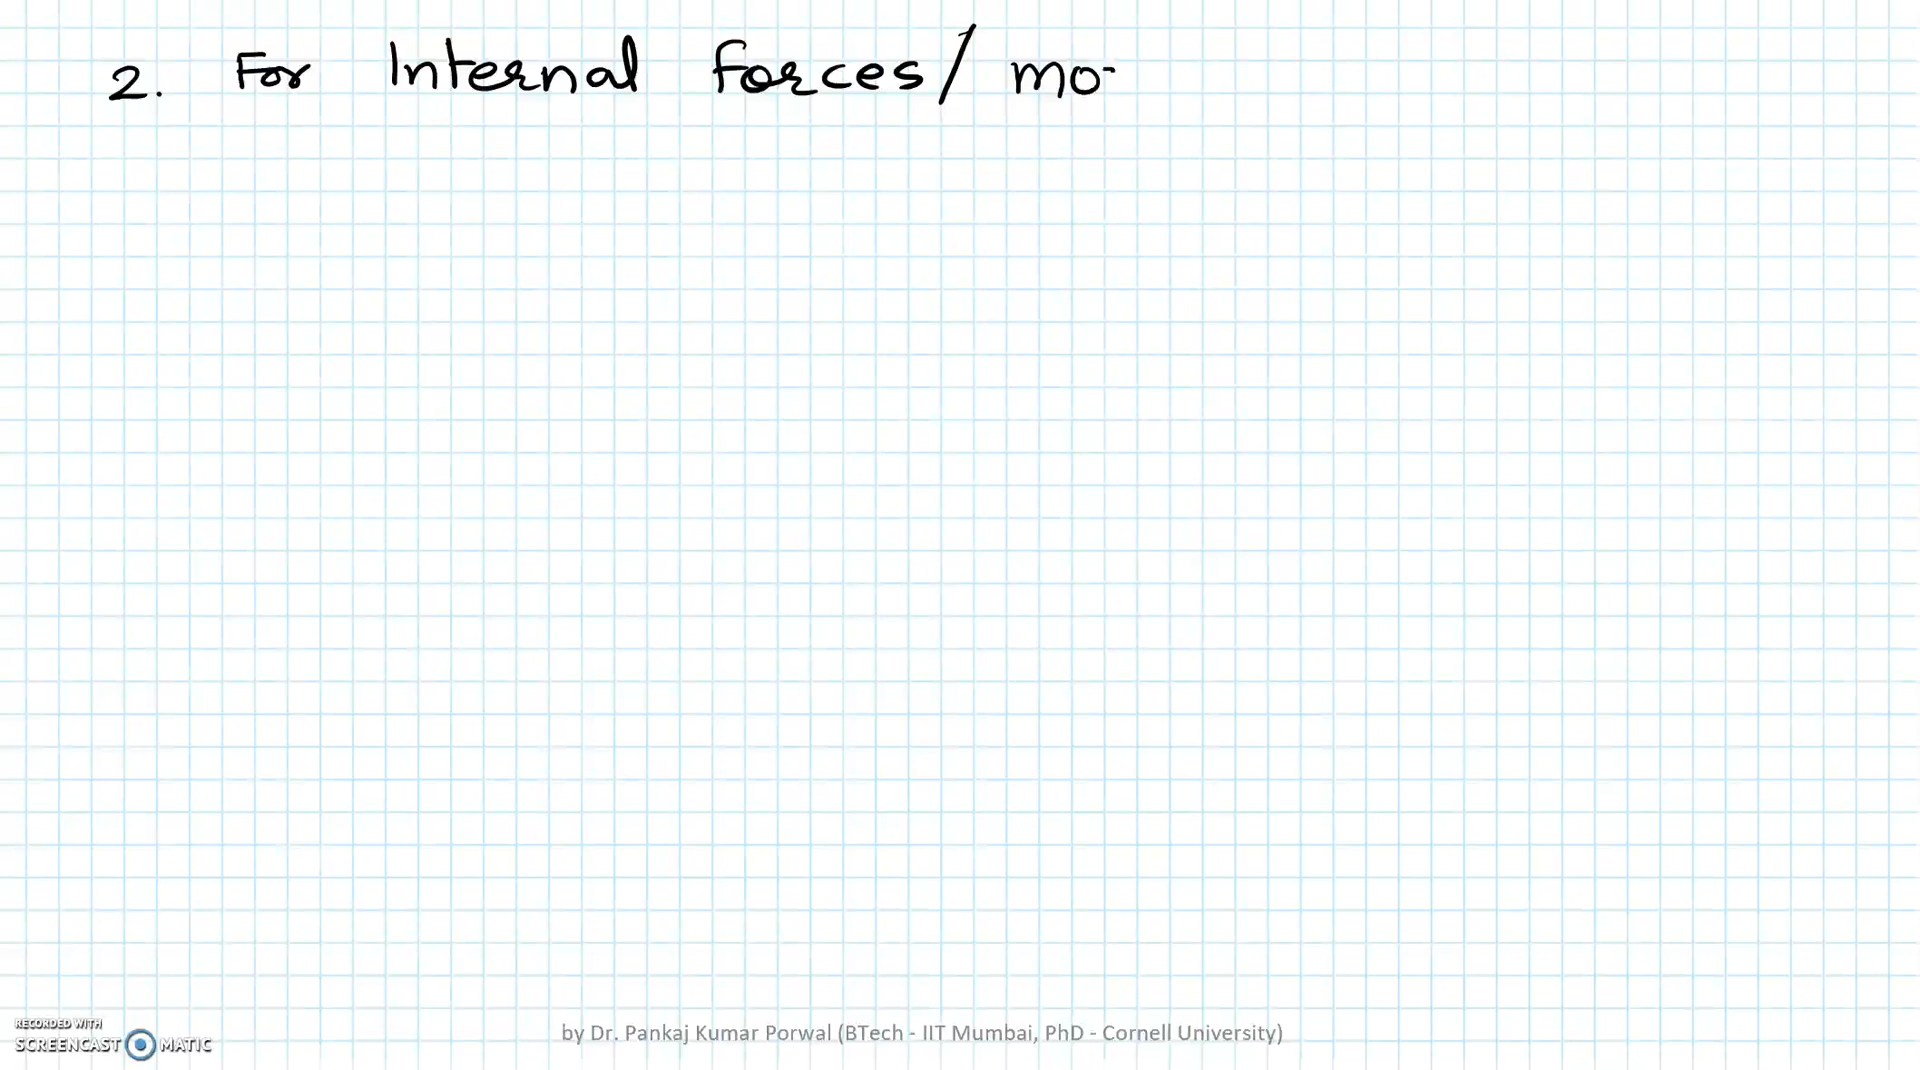 2. For Internal forces/ mo
RECORDED WITH
SCREENCAST MATIC
by Dr. Pankaj Kumar Porwal (BTech - IIT Mumbai, PhD - Cornell University)